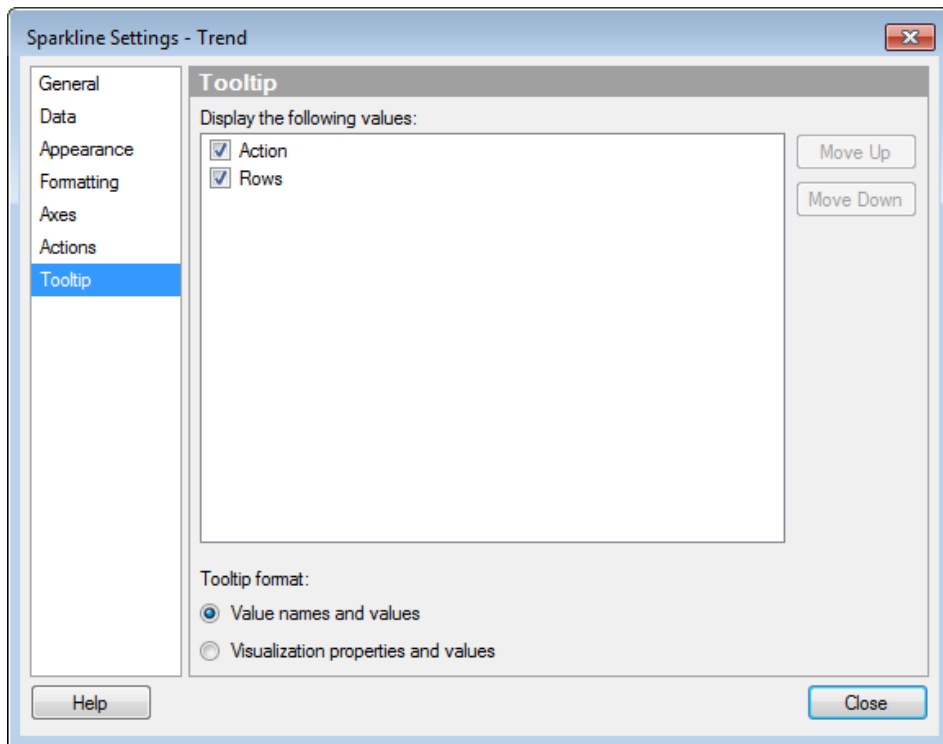 Sparkline Settings - Trend
General
Data
Appearance
Formatting
Axes
Actions
Tooltip
Tooltip
Display the following values:
Action
Rows
Move Up
Move Down
Tooltip format:
Value names and values
Visualization properties and values
Help
Close